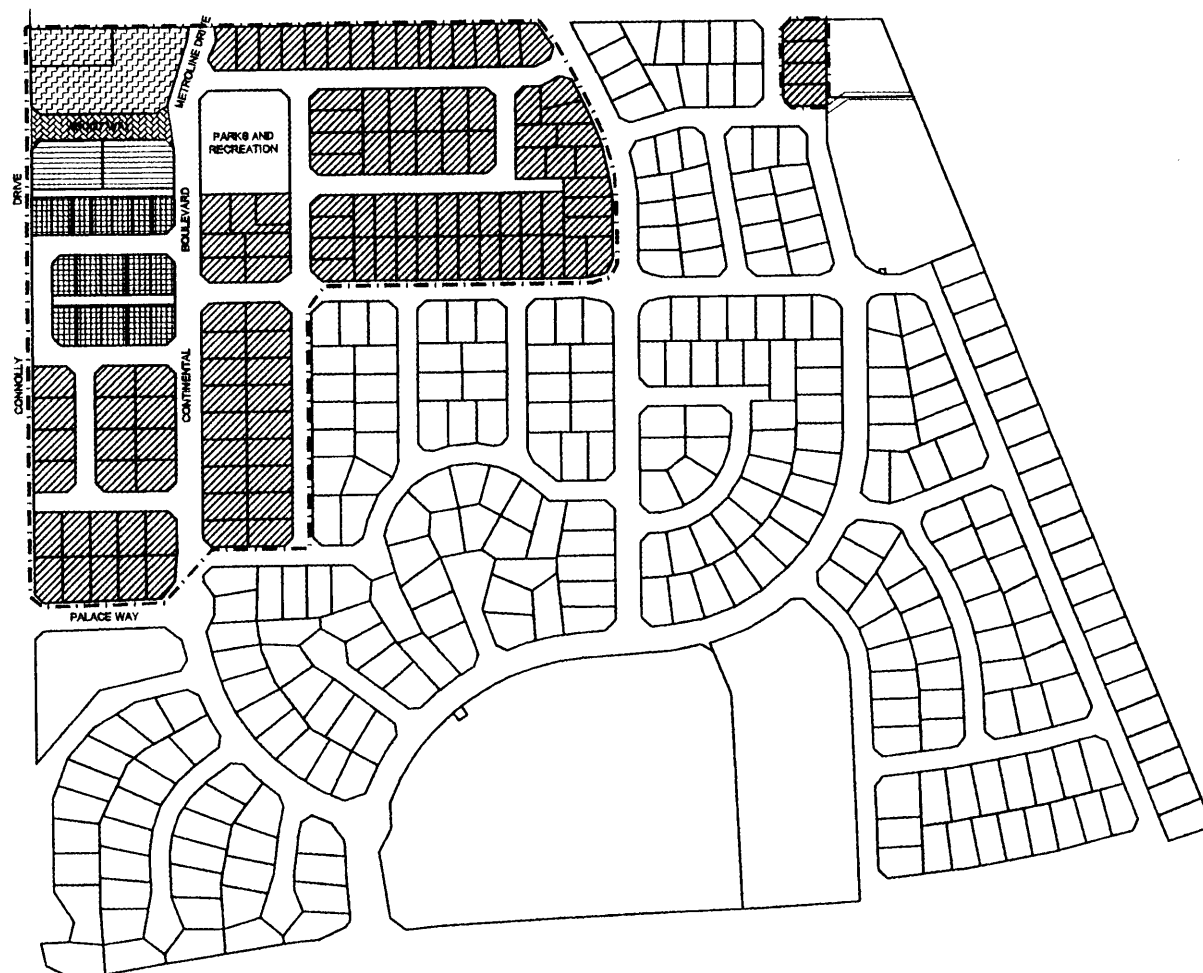 METROLINE DRIVE
PARKS AND
RECREATION
DRIVE
BOULEVARD
CONNOLLY
CONTINENTAL
PALACE WAY